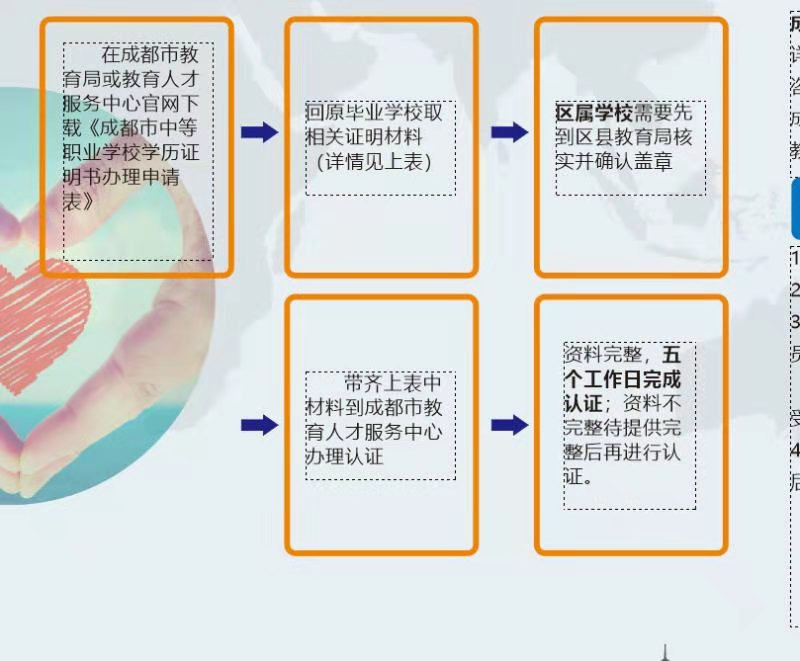 在成都市教
育局或教育人才
服务中心官网下
载《成都市中等
职业学校学历证
明书办理申请
表》
回原毕业学校取
相关证明材料
（详情见上表）
区属学校需要先
到区县教育局核
实并确认盖章
带齐上表中
材料到成都市教
育人才服务中心
办理认证
资料完整，五
个工作日完成
认证；资料不
完整待提供完
整后再进行认
证。
1
2
3
4